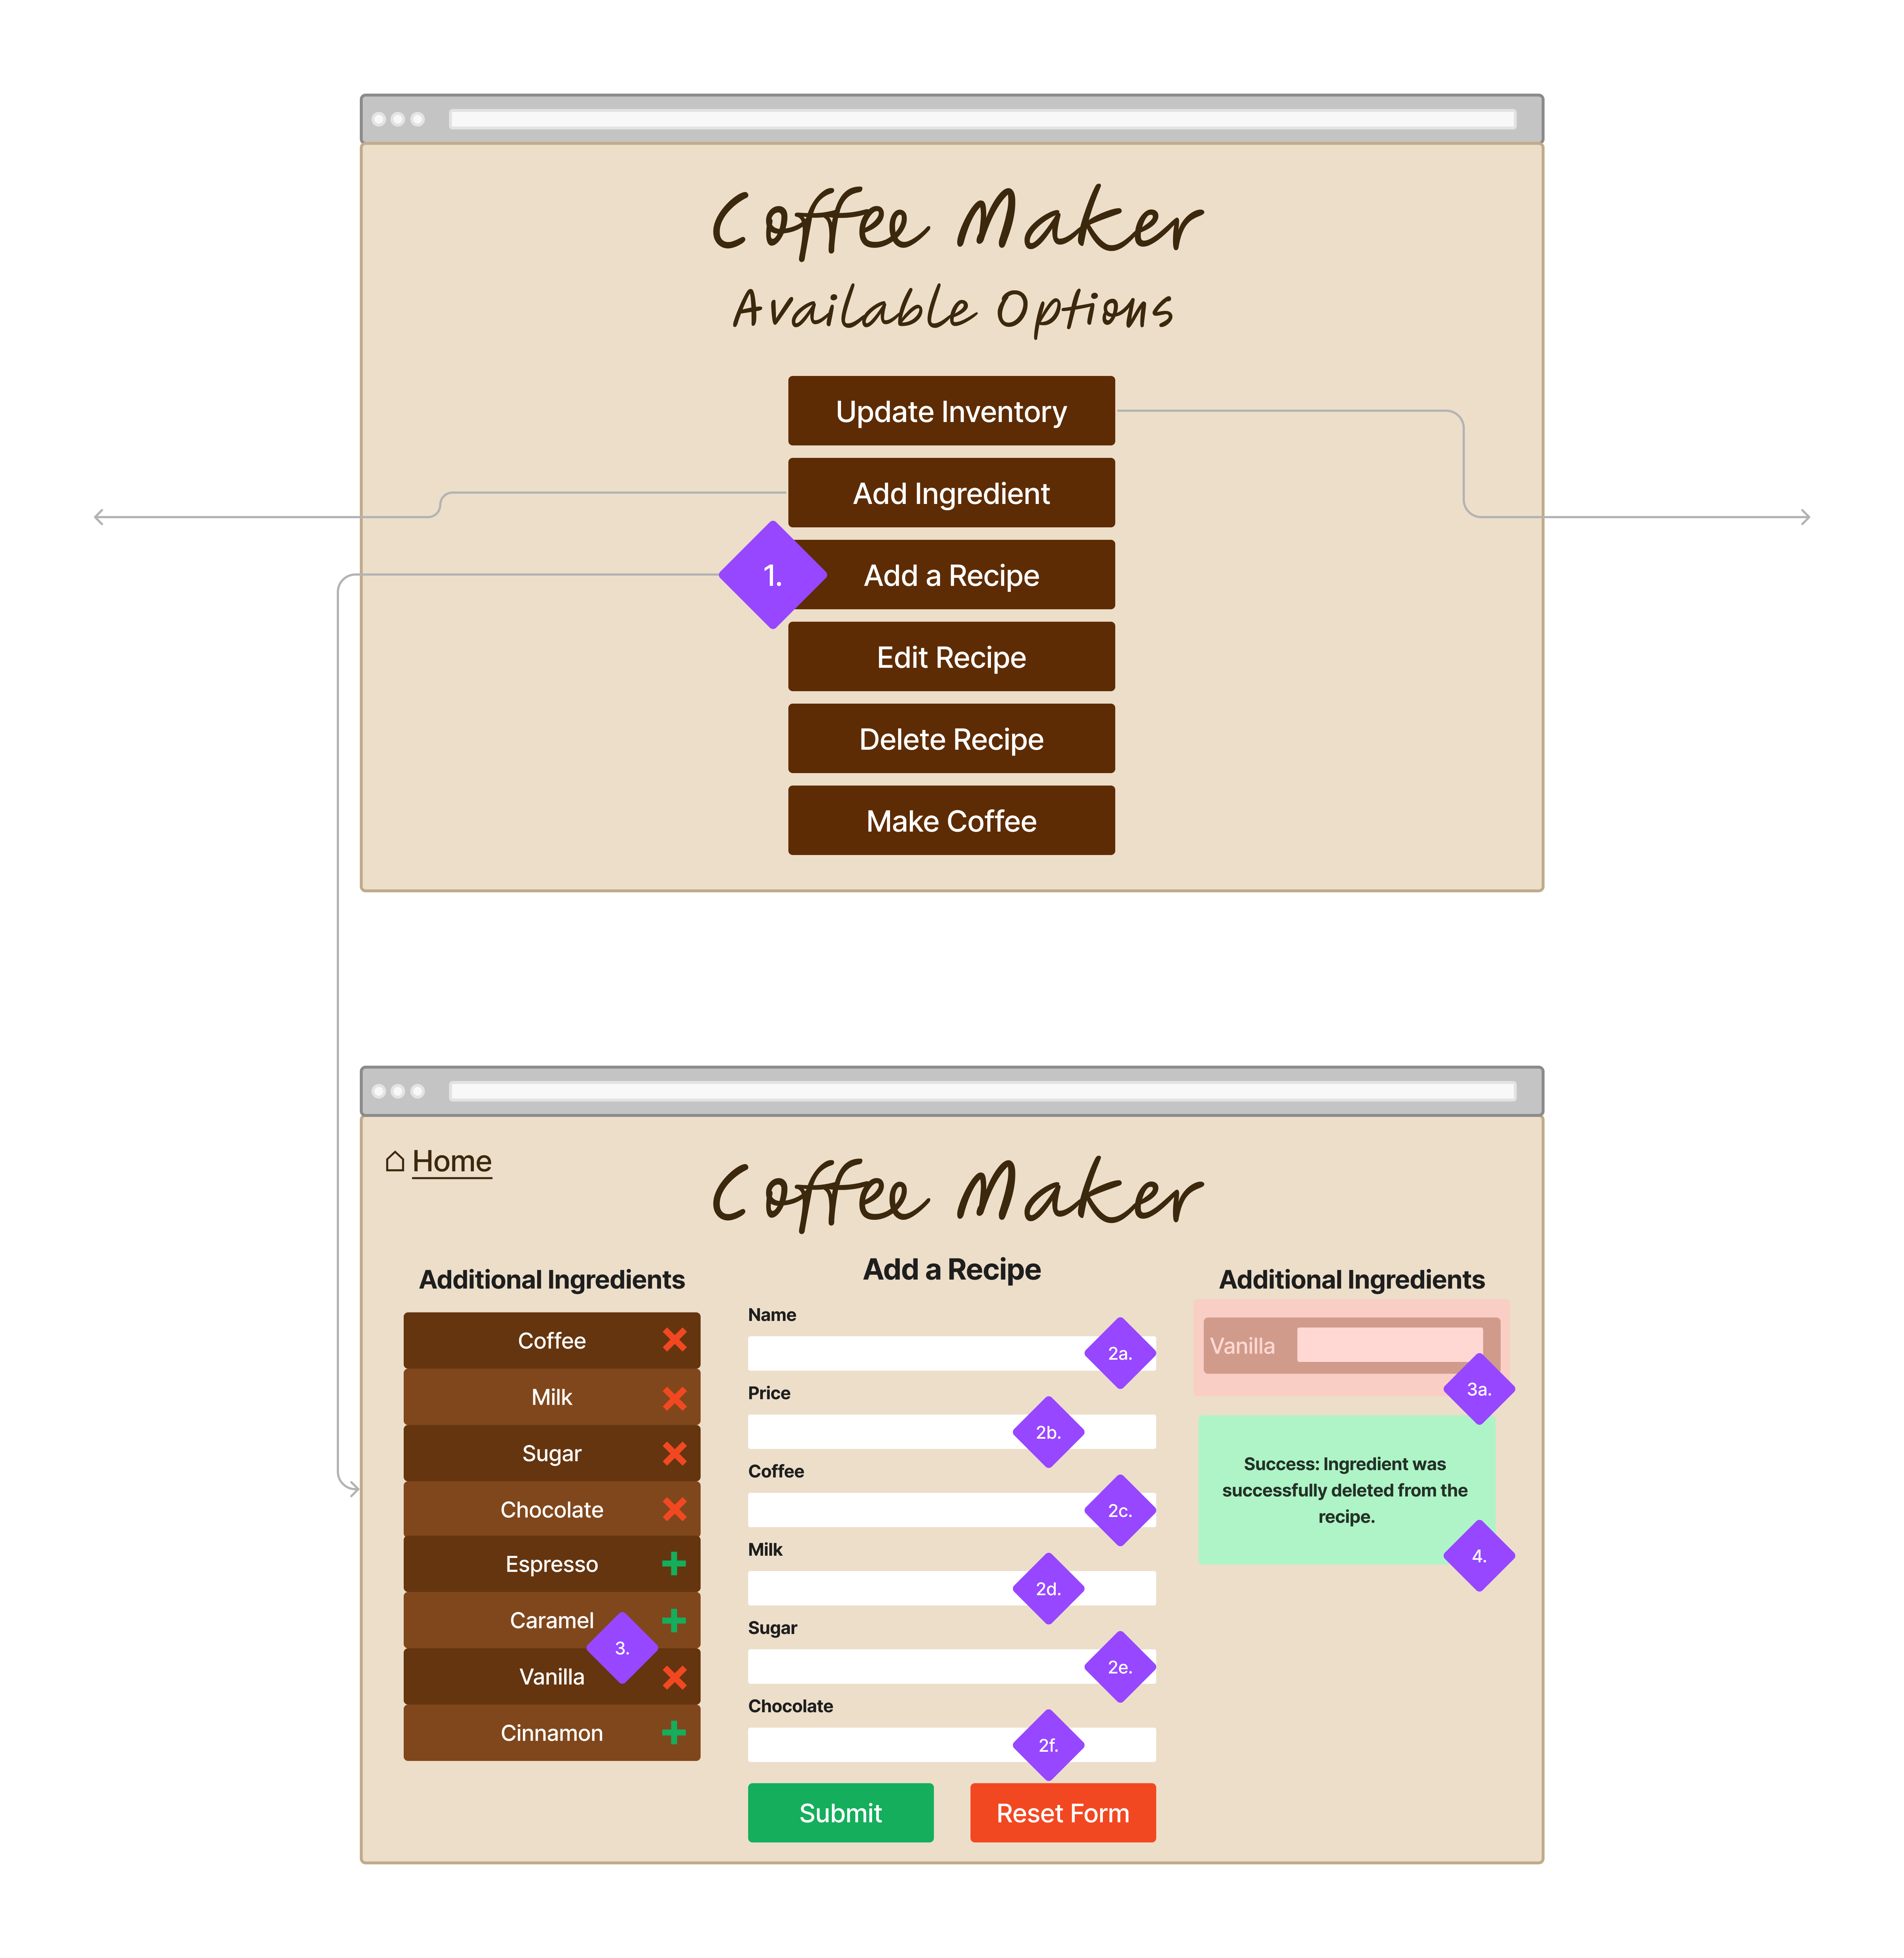 Coffee Maker
Available Options
Update Inventory
Add Ingredient
1.
Add a Recipe
Edit Recipe
Delete Recipe
Make Coffee
Home
Coffee Maker
Additional Ingredients
Coffee
Milk
Sugar
Chocolate
Espresso
Caramel
3.
Vanilla
Cinnamon
Add a Recipe
Name
2a.
Price
2b.
Coffee
2c.
Milk
2d.
Sugar
2e.
Chocolate
2f.
Submit
Reset Form
Additional Ingredients
Vanilla
3a.
Success: Ingredient was
successfully deleted from the
recipe.
4.